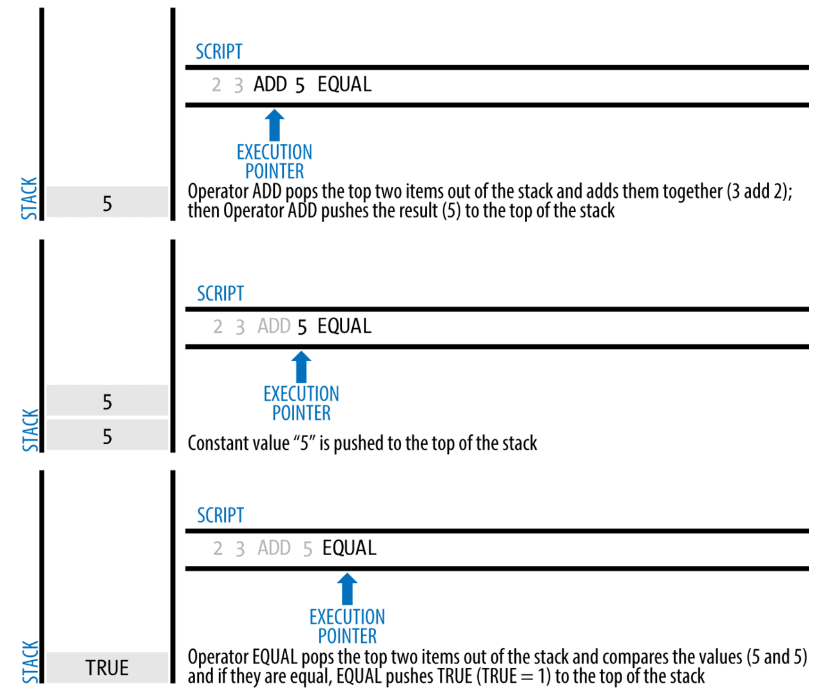 SCRIPT
2 3 ADD 5 EQUAL
EXECUTION
POINTER
STACK
5
Operator ADD pops the top two items out of the stack and adds them together (3 add 2);
then Operator ADD pushes the result (5) to the top of the stack
SCRIPT
2 3 ADD 5 EQUAL
EXECUTION
POINTER
STACK
5
5
Constant value “5” is pushed to the top of the stack
SCRIPT
2 3 ADD 5 EQUAL
EXECUTION
POINTER
STACK
TRUE
Operator EQUAL pops the top two items out of the stack and compares the values (5 and 5)
and if they are equal, EQUAL pushes TRUE (TRUE = 1) to the top of the stack